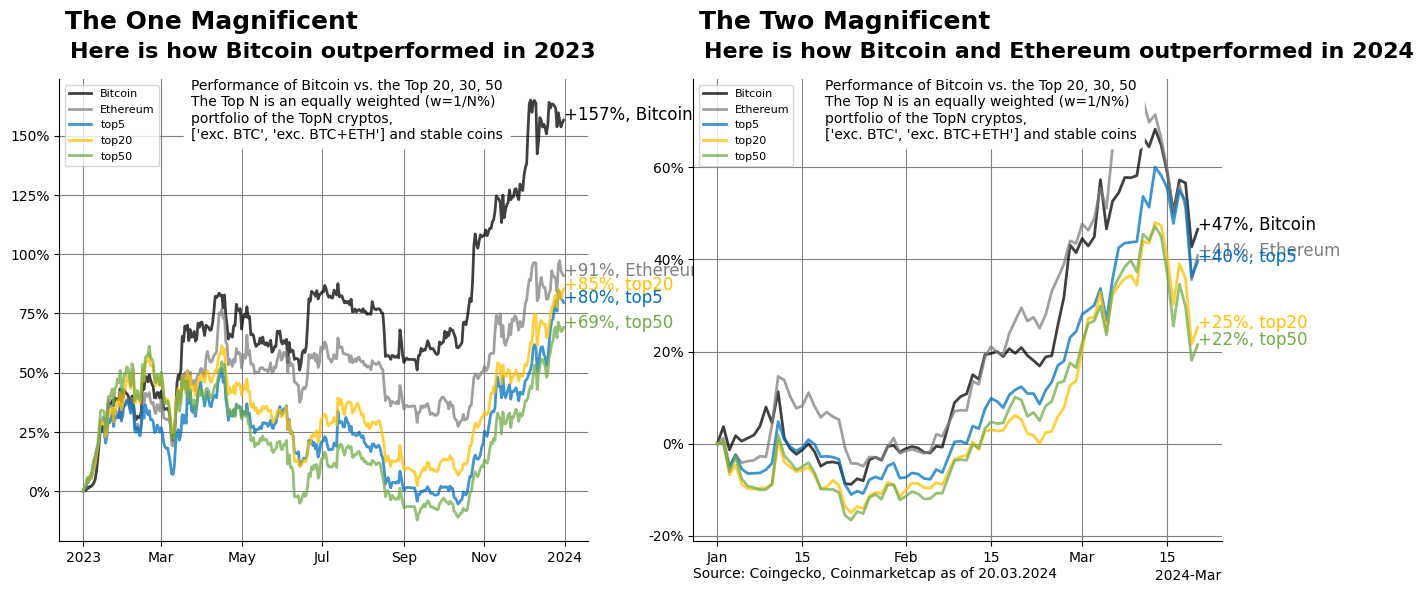 The One Magnificent
Here is how Bitcoin outperformed in 2023
Bitcoin
Ethereum
top5
top20
top50
Performance of Bitcoin vs. the Top 20, 30, 50
The Top N is an equally weighted (w=1/N%)
portfolio of the TopN cryptos,
['exc. BTC', 'exc. BTC+ETH'] and stable coins
150%
125%
100%
75%
50%
25%
0%
+157%, Bitcoin
+91%, Ethereum
+85%, top20
+80%, top5
+69%, top50
2023
Mar
May
Jul
Sep
Nov
2024
The Two Magnificent
Here is how Bitcoin and Ethereum outperformed in 2024
Bitcoin
Ethereum
top5
top20
top50
Performance of Bitcoin vs. the Top 20, 30, 50
The Top N is an equally weighted (w=1/N%)
portfolio of the TopN cryptos,
['exc. BTC', 'exc. BTC+ETH'] and stable coins
60%
40%
20%
0%
-20%
+47%, Bitcoin
+41%, Ethereum
+40%, top5
+25%, top20
+22%, top50
Jan
15
Feb
15
Mar
15
2024-Mar
Source: Coingecko, Coinmarketcap as of 20.03.2024